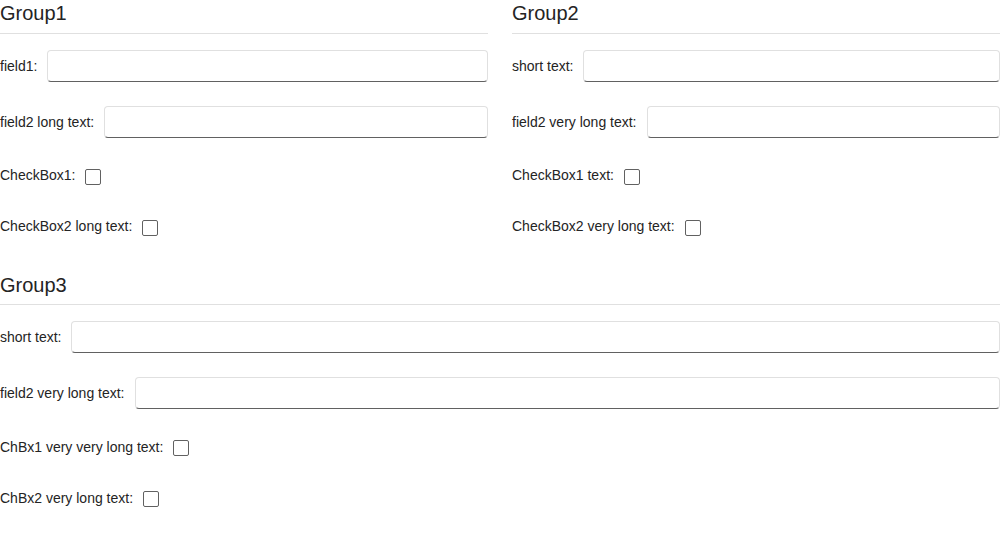 Group1
field1:
field2 long text:
CheckBox1:
CheckBox2 long text:
Group2
short text:
field2 very long text:
CheckBox1 text:
CheckBox2 very long text:
Group3
short text:
field2 very long text:
ChBx1 very very long text:
ChBx2 very long text: